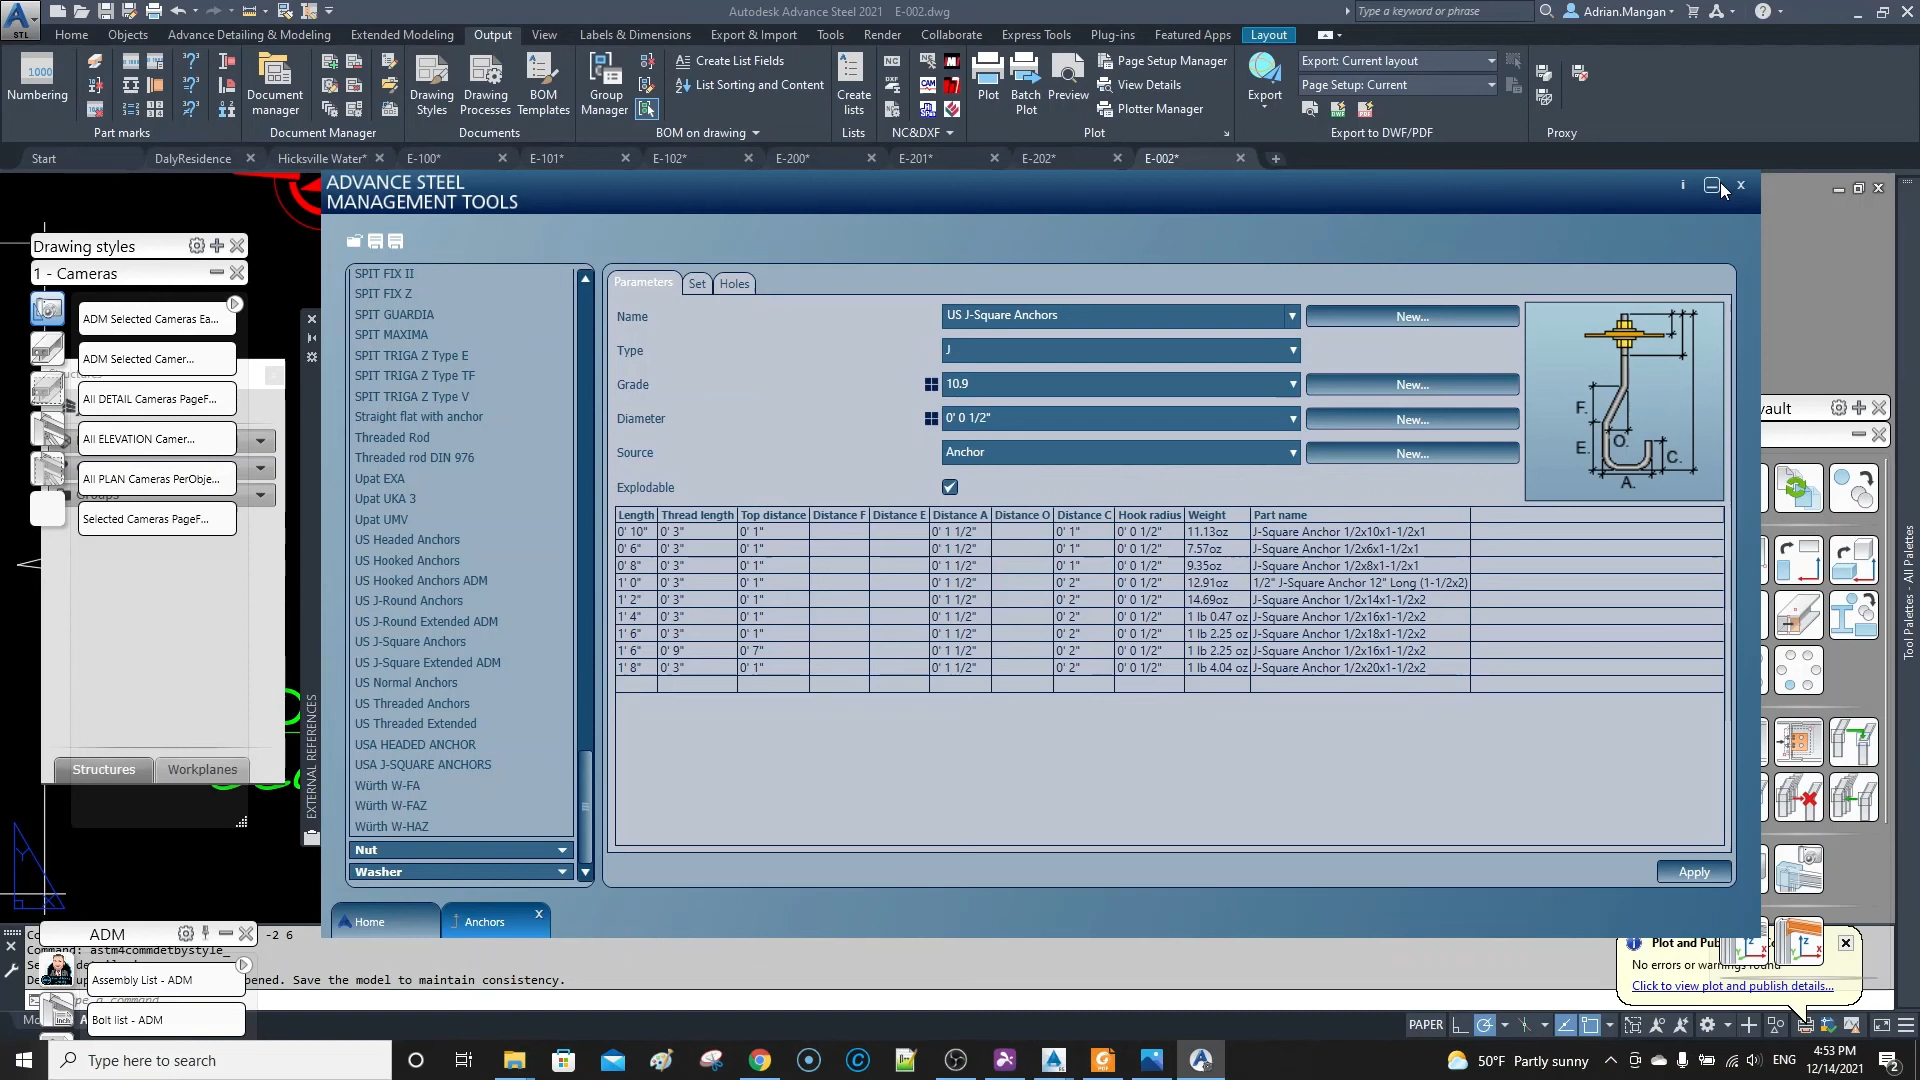 Autodesk Advance Steel 2021 E-002.dwg
Type a keyword or phrase
Adrian.Mangan
STL
Home Objects Advance Detailing & Modeling Extended Modeling Output View Labels & Dimensions Export & Import Tools Render Collaborate Express Tools Plug-ins Featured Apps Layout
Numbering
Part marks
Document manager
Document Manager
Drawing Styles
Drawing Processes
BOM Templates
Documents
Group Manager
Create List Fields
List Sorting and Content
BOM on drawing
Create lists
Lists
NC&DXF
Plot
Batch Plot
Preview
Page Setup Manager
View Details
Plotter Manager
Plot
Export
Export: Current layout
Page Setup: Current
Export to DWF/PDF
Proxy
Start DalyResidence Hicksville Water* E-100* E-101* E-102* E-200* E-201* E-202* E-002*
ADVANCE STEEL
MANAGEMENT TOOLS
Drawing styles
1 - Cameras
ADM Selected Cameras Ea...
ADM Selected Camer...
All DETAIL Cameras PageF...
All ELEVATION Camer...
All PLAN Cameras PerObje...
Selected Cameras PageF...
Structures Workplanes
EXTERNAL REFERENCES
SPIT FIX II
SPIT FIX Z
SPIT GUARDIA
SPIT MAXIMA
SPIT TRIGA Z Type E
SPIT TRIGA Z Type TF
SPIT TRIGA Z Type V
Straight flat with anchor
Threaded Rod
Threaded rod DIN 976
Upat EXA
Upat UKA 3
Upat UMV
US Headed Anchors
US Hooked Anchors
US Hooked Anchors ADM
US J-Round Anchors
US J-Round Extended ADM
US J-Square Anchors
US J-Square Extended ADM
US Normal Anchors
US Threaded Anchors
US Threaded Extended
USA HEADED ANCHOR
USA J-SQUARE ANCHORS
Würth W-FA
Würth W-FAZ
Würth W-HAZ
Nut
Washer
Parameters Set Holes
Name US J-Square Anchors New...
Type J
Grade 10.9 New...
Diameter 0' 0 1/2" New...
Source Anchor New...
Explodable
F.
E.
O.
C.
A.
Length Thread length Top distance Distance F Distance E Distance A Distance O Distance C Hook radius Weight Part name
0' 10" 0' 3" 0' 1" 0' 1 1/2" 0' 1" 0' 0 1/2" 11.13oz J-Square Anchor 1/2x10x1-1/2x1
0' 6" 0' 3" 0' 1" 0' 1 1/2" 0' 1" 0' 0 1/2" 7.57oz J-Square Anchor 1/2x6x1-1/2x1
0' 8" 0' 3" 0' 1" 0' 1 1/2" 0' 1" 0' 0 1/2" 9.35oz J-Square Anchor 1/2x8x1-1/2x1
1' 0" 0' 3" 0' 1" 0' 1 1/2" 0' 2" 0' 0 1/2" 12.91oz 1/2" J-Square Anchor 12" Long (1-1/2x2)
1' 2" 0' 3" 0' 1" 0' 1 1/2" 0' 2" 0' 0 1/2" 14.69oz J-Square Anchor 1/2x14x1-1/2x2
1' 4" 0' 3" 0' 1" 0' 1 1/2" 0' 2" 0' 0 1/2" 1 lb 0.47 oz J-Square Anchor 1/2x16x1-1/2x2
1' 6" 0' 3" 0' 1" 0' 1 1/2" 0' 2" 0' 0 1/2" 1 lb 2.25 oz J-Square Anchor 1/2x18x1-1/2x2
1' 6" 0' 9" 0' 7" 0' 1 1/2" 0' 2" 0' 0 1/2" 1 lb 2.25 oz J-Square Anchor 1/2x16x1-1/2x2
1' 8" 0' 3" 0' 1" 0' 1 1/2" 0' 2" 0' 0 1/2" 1 lb 4.04 oz J-Square Anchor 1/2x20x1-1/2x2
Apply
Home Anchors
vault
Tool Palettes -
ADM
Assembly List - ADM
Bolt list - ADM
-2 6
Command: astm4commdetbystyle_
opened. Save the model to maintain consistency.
Plot and Pub
No errors or warnings found
Click to view plot and publish details...
PAPER
Type here to search
50°F Partly sunny
ENG
4:53 PM
12/14/2021
2